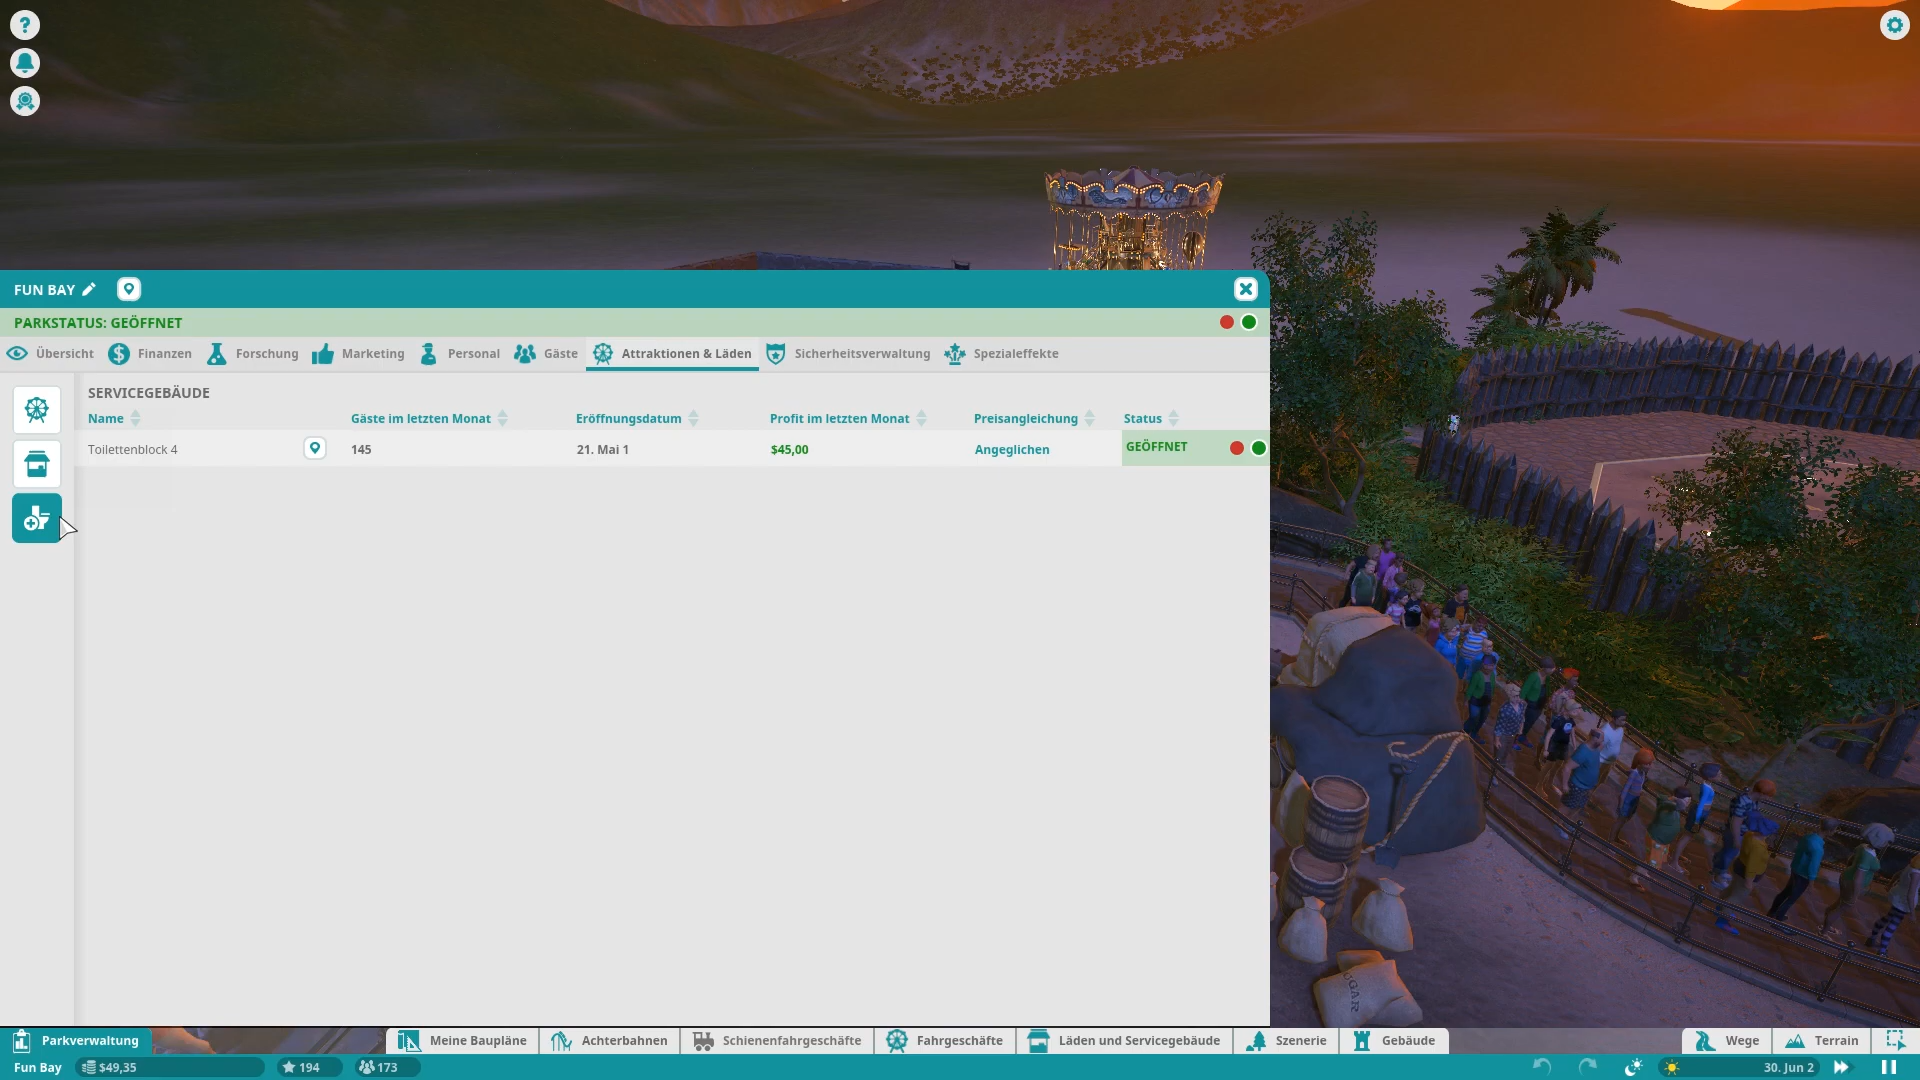 ?
FUN BAY
PARKSTATUS: GEÖFFNET
Übersicht Finanzen Forschung Marketing Personal Gäste Attraktionen & Läden Sicherheitsverwaltung Spezialeffekte
SERVICEGEBÄUDE
Name Gäste im letzten Monat Eröffnungsdatum Profit im letzten Monat Preisangleichung Status
Toilettenblock 4 145 21. Mai 1 $45,00 Angeglichen GEÖFFNET
Parkverwaltung Meine Baupläne Achterbahnen Schienenfahrgeschäfte Fahrgeschäfte Läden und Servicegebäude Szenerie Gebäude Wege Terrain
Fun Bay $49,35 194 173 30. Jun 2